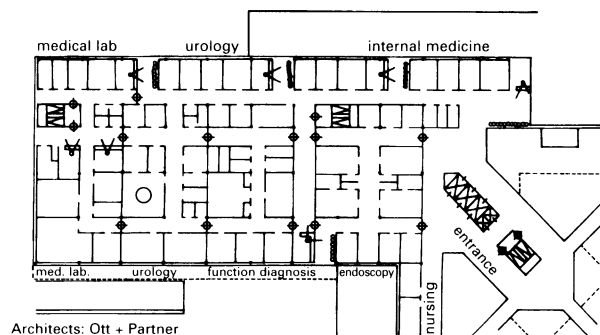 medical lab urology internal medicine
entrance
med. lab. urology function diagnosis endoscopy
nursing
Architects: Ott + Partner